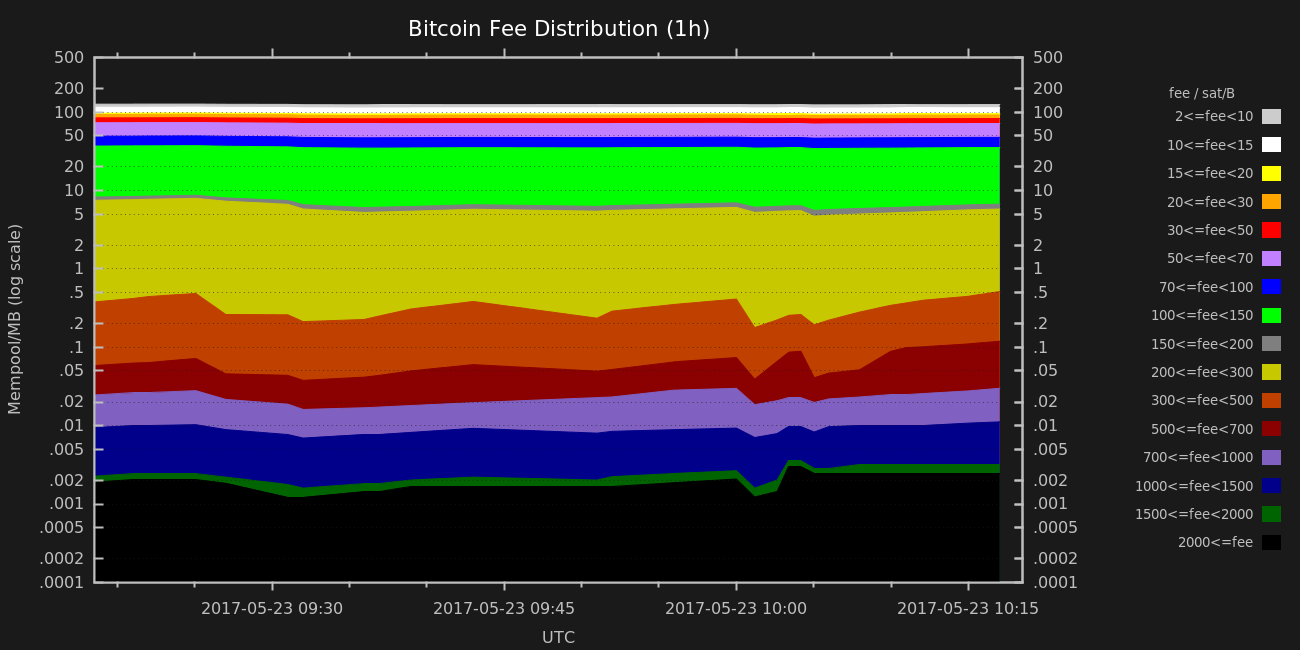 Bitcoin Fee Distribution (1h)
Mempool/MB (log scale)
500
200
100
50
20
10
5
2
1
.5
.2
.1
.05
.02
.01
.005
.002
.001
.0005
.0002
.0001
500
200
100
50
20
10
5
2
1
.5
.2
.1
.05
.02
.01
.005
.002
.001
.0005
.0002
.0001
2017-05-23 09:30
2017-05-23 09:45
2017-05-23 10:00
2017-05-23 10:15
UTC
fee / sat/B
2<=fee<10
10<=fee<15
15<=fee<20
20<=fee<30
30<=fee<50
50<=fee<70
70<=fee<100
100<=fee<150
150<=fee<200
200<=fee<300
300<=fee<500
500<=fee<700
700<=fee<1000
1000<=fee<1500
1500<=fee<2000
2000<=fee